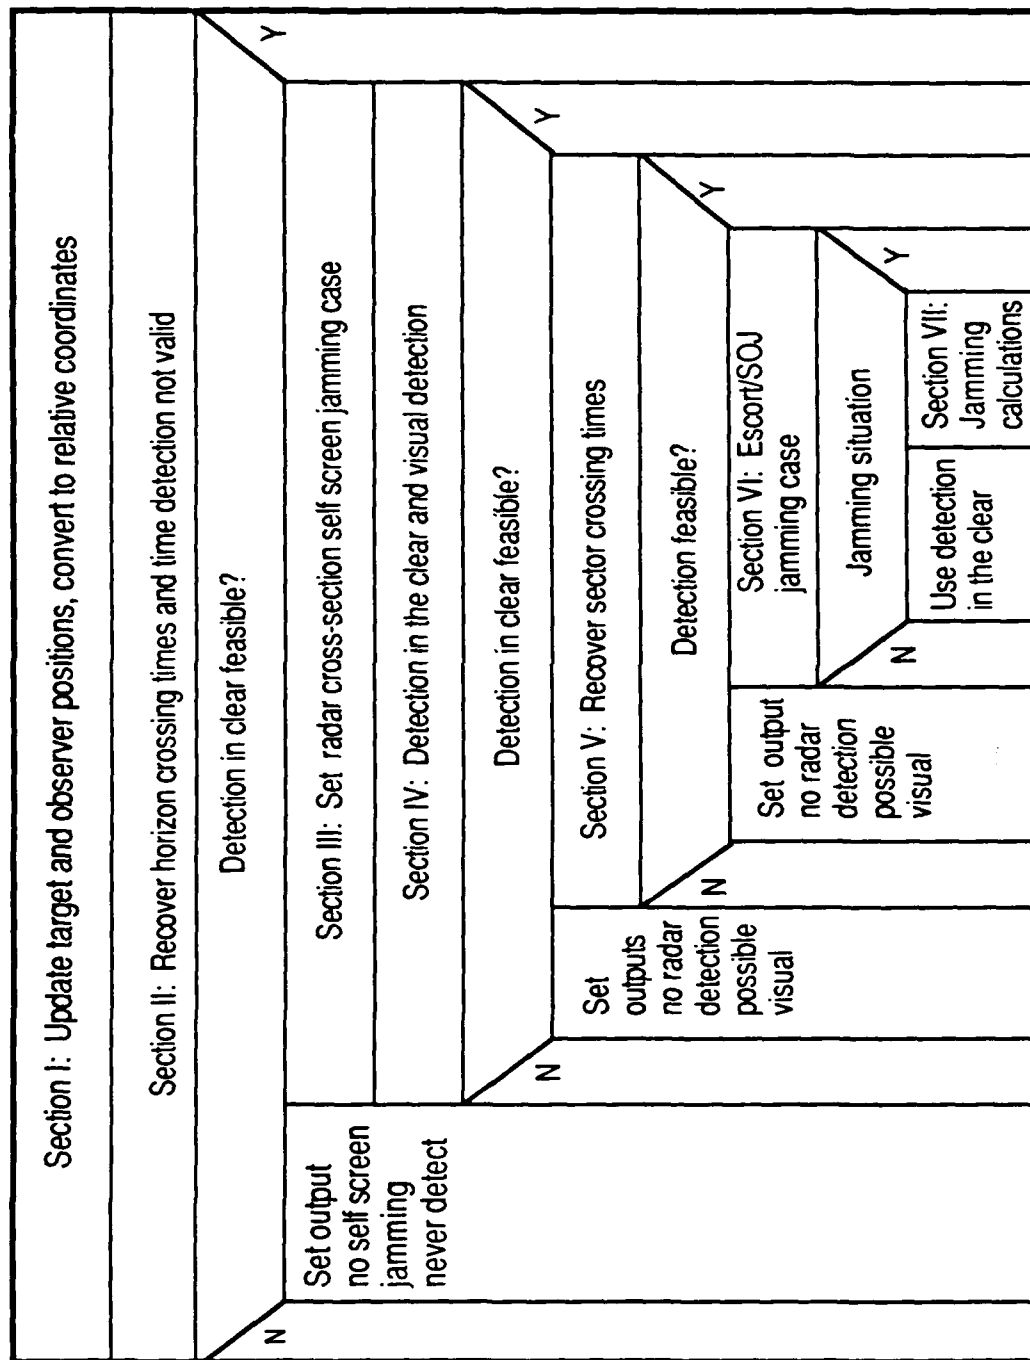 Section I: Update target and observer positions, convert to relative coordinates
Section II: Recover horizon crossing times and time detection not valid
Detection in clear feasible?
N
Y
Set output
no self screen
jamming
never detect
Section III: Set radar cross-section self screen jamming case
Section IV: Detection in the clear and visual detection
Detection in clear feasible?
N
Y
Set
outputs
no radar
detection
possible
visual
Section V: Recover sector crossing times
Detection feasible?
N
Y
Set output
no radar
detection
possible
visual
Section VI: Escort/SOJ
jamming case
Jamming situation
N
Y
Use detection
in the clear
Section VII:
Jamming
calculations